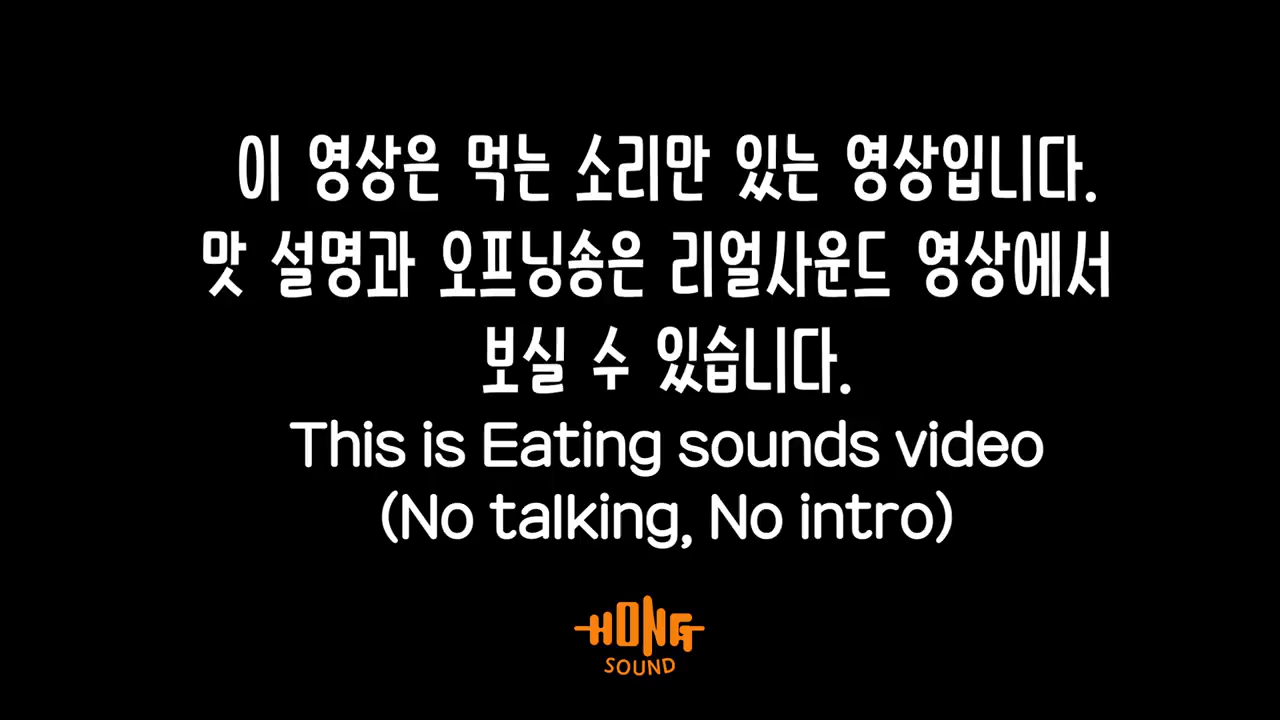 이 영상은 먹는 소리만 있는 영상입니다.
맛 설명과 오프닝송은 리얼사운드 영상에서
보실 수 있습니다.
This is Eating sounds video
(No talking, No intro)
HONG
SOUND